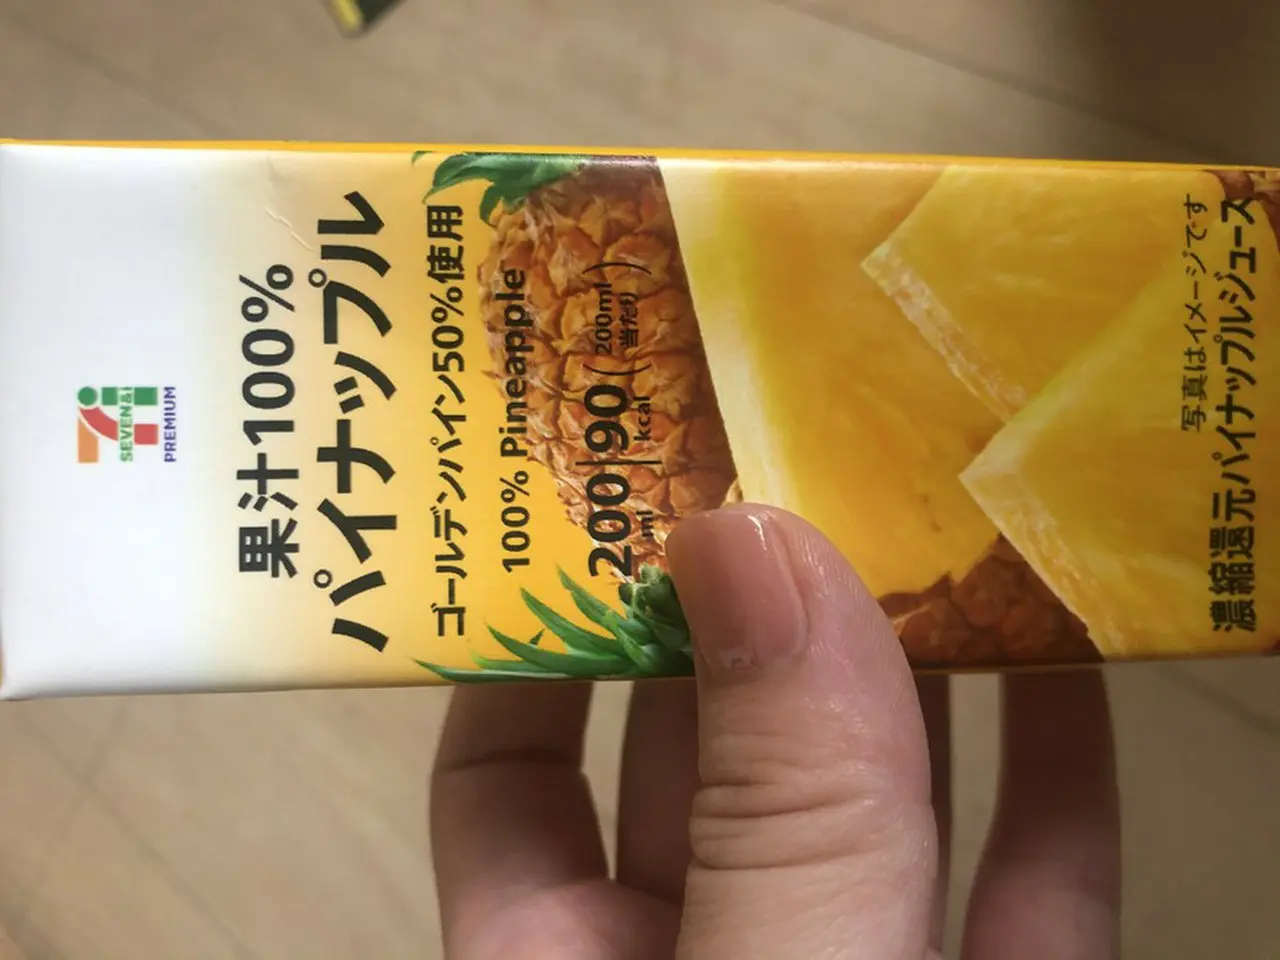 SEVEN&i
PREMIUM
果汁100%
パイナップル
ゴールデンパイン50%使用
100% Pineapple
200ml|90kcal(200ml当たり)
写真はイメージです
濃縮還元パイナップルジュース